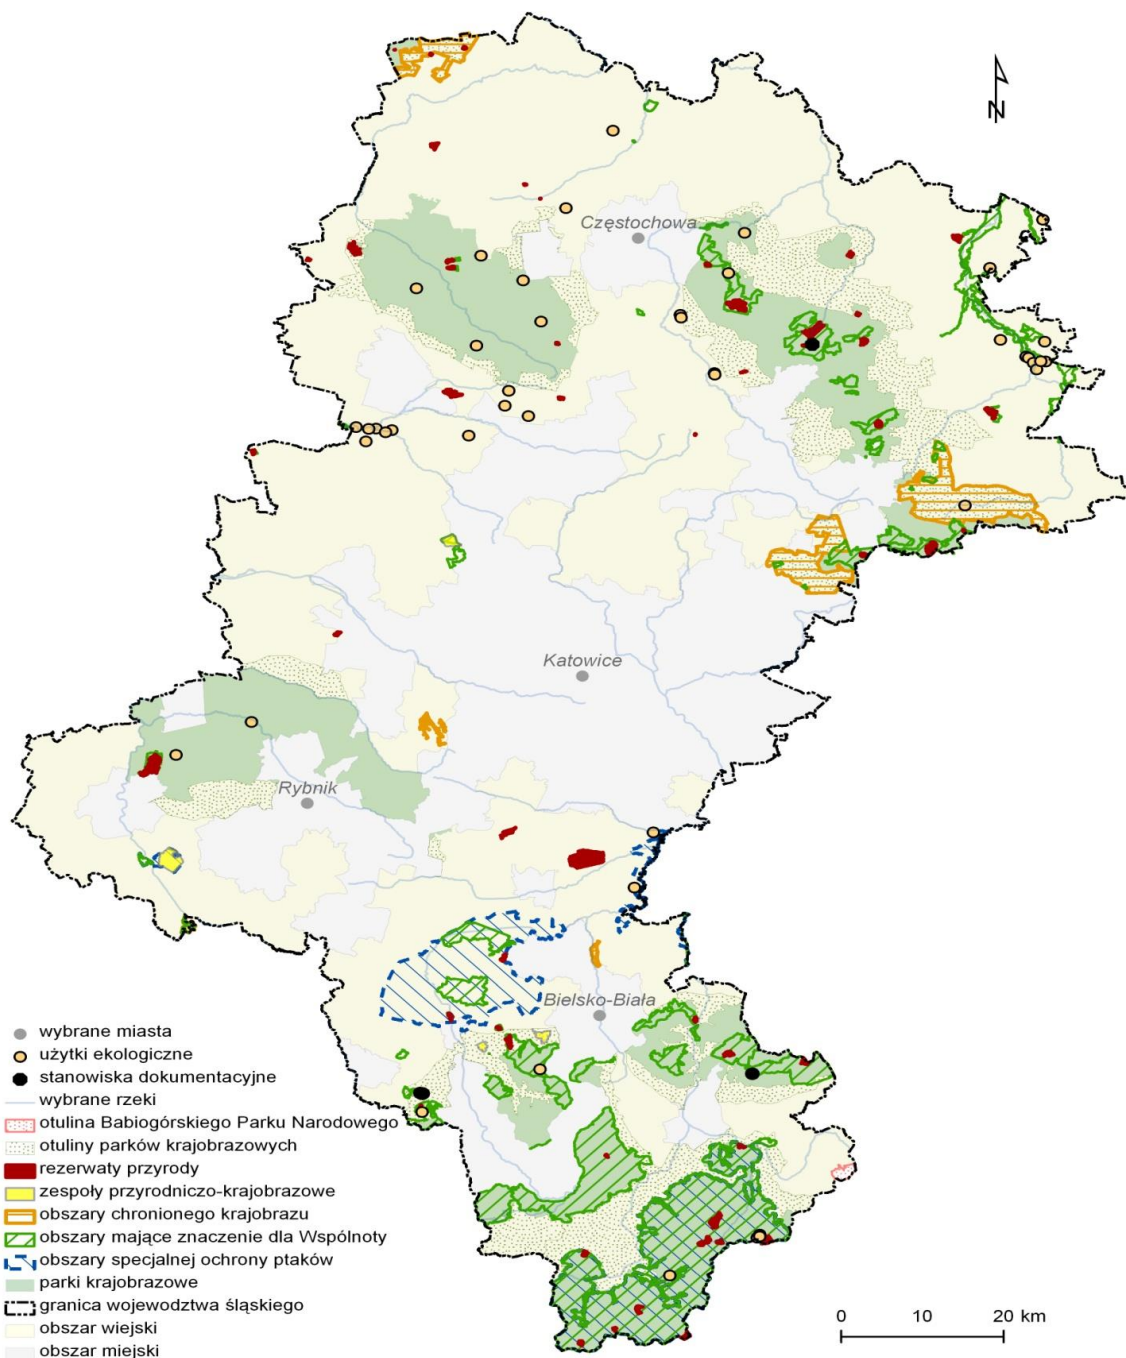 N
Częstochowa
Katowice
Rybnik
Bielsko-Biała
wybrane miasta
użytki ekologiczne
stanowiska dokumentacyjne
wybrane rzeki
otulina Babiogórskiego Parku Narodowego
otuliny parków krajobrazowych
rezerwaty przyrody
zespoły przyrodniczo-krajobrazowe
obszary chronionego krajobrazu
obszary mające znaczenie dla Wspólnoty
obszary specjalnej ochrony ptaków
parki krajobrazowe
granica wojewodztwa śląskiego
obszar wiejski
obszar miejski
0 10 20 km